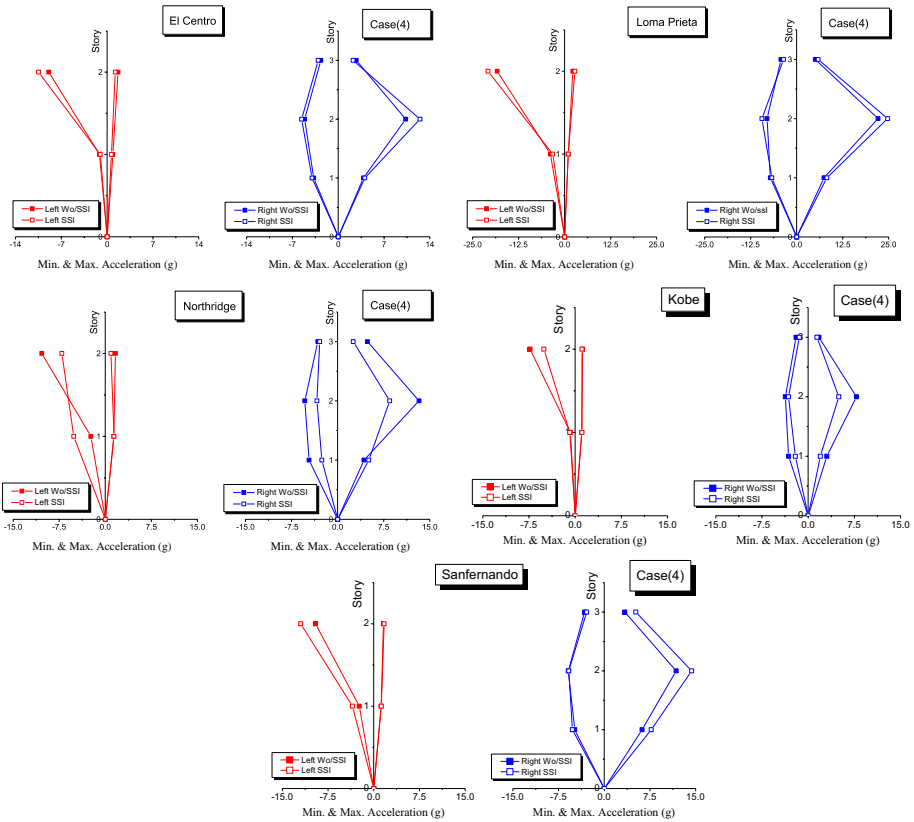 El Centro
Case(4)
Loma Prieta
Case(4)
Story
Story
Story
Story
2
1
0
3
2
1
0
2
1
0
3
2
1
0
Left Wo/SSI
Left SSI
Right Wo/SSI
Right SSI
Left Wo/SSI
Left SSI
Right Wo/ssI
Right SSI
-14 -7 0 7 14
-14 -7 0 7 14
-25.0 -12.5 0.0 12.5 25.0
-25.0 -12.5 0.0 12.5 25.0
Min. & Max. Acceleration (g)
Min. & Max. Acceleration (g)
Min. & Max. Acceleration (g)
Min. & Max. Acceleration (g)
Northridge
Case(4)
Kobe
Case(4)
Story
Story
Story
Story
2
1
0
3
2
1
0
2
1
0
3
2
1
0
Left Wo/SSI
Left SSI
Right Wo/SSI
Right SSI
Left Wo/SSI
Left SSI
Right Wo/SSI
Right SSI
-15.0 -7.5 0.0 7.5 15.0
-15.0 -7.5 0.0 7.5 15.0
-15.0 -7.5 0.0 7.5 15.0
-15.0 -7.5 0.0 7.5 15.0
Min. & Max. Acceleration (g)
Min. & Max. Acceleration (g)
Min. & Max. Acceleration (g)
Min. & Max. Acceleration (g)
Sanfernando
Case(4)
Story
Story
2
1
0
3
2
1
0
Left Wo/SSI
Left SSI
Right Wo/SSI
Right SSI
-15.0 -7.5 0.0 7.5 15.0
-15.0 -7.5 0.0 7.5 15.0
Min. & Max. Acceleration (g)
Min. & Max. Acceleration (g)